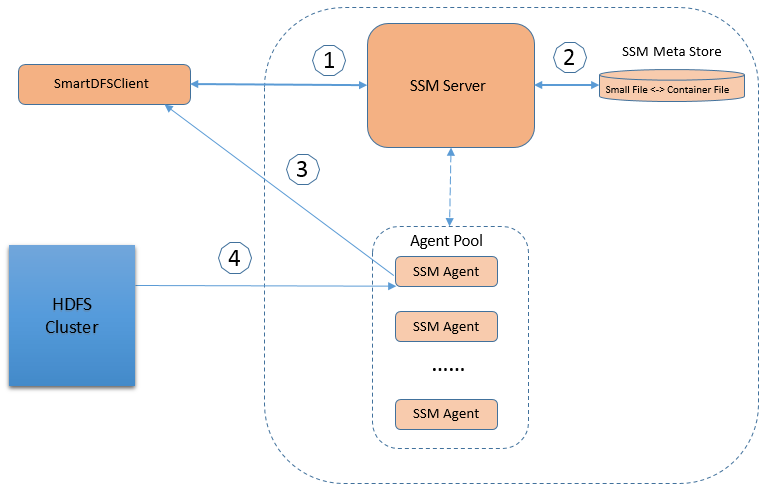 1
2
SSM Meta Store
SmartDFSClient
SSM Server
Small File <-> Container File
3
Agent Pool
4
SSM Agent
HDFS
Cluster
SSM Agent
......
SSM Agent